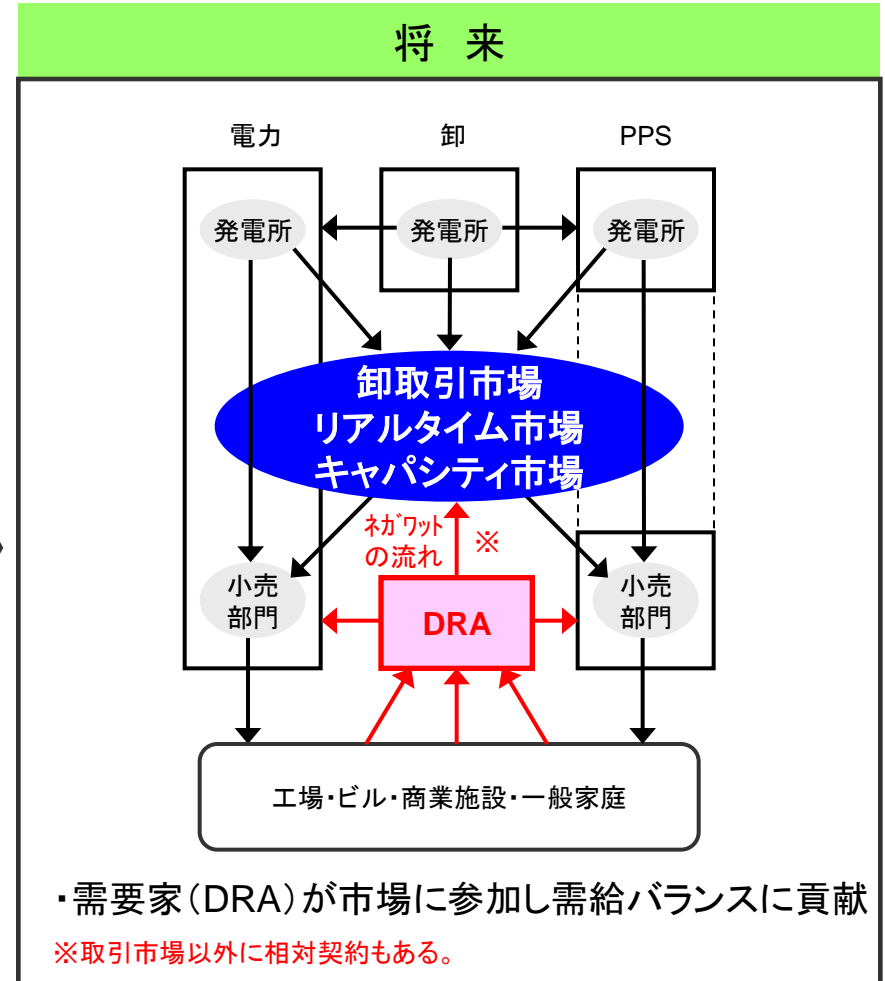 将 来
電力
卸
PPS
発電所
発電所
発電所
卸取引市場
リアルタイム市場
キャパシティ市場
ﾈｶﾞﾜｯﾄ
の流れ
※
小売
部門
DRA
小売
部門
工場・ビル・商業施設・一般家庭
・需要家（DRA）が市場に参加し需給バランスに貢献
※取引市場以外に相対契約もある。